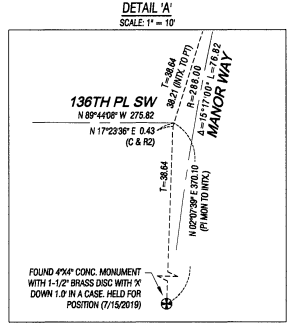 DETAIL 'A'
SCALE: 1" = 10'
T=38.64
38.21 (INTX. TO PT)
R=288.00
Δ=15°17'00" L=76.82
MANOR WAY
136TH PL SW
N 89°44'08" W 275.82
N 17°23'36" E 0.43
(C & R2)
T=38.64
N 02°07'39" E 370.10
(PI MON TO INTX.)
FOUND 4"X4" CONC. MONUMENT
WITH 1-1/2" BRASS DISC WITH 'X'
DOWN 1.0' IN A CASE. HELD FOR
POSITION (7/15/2019)